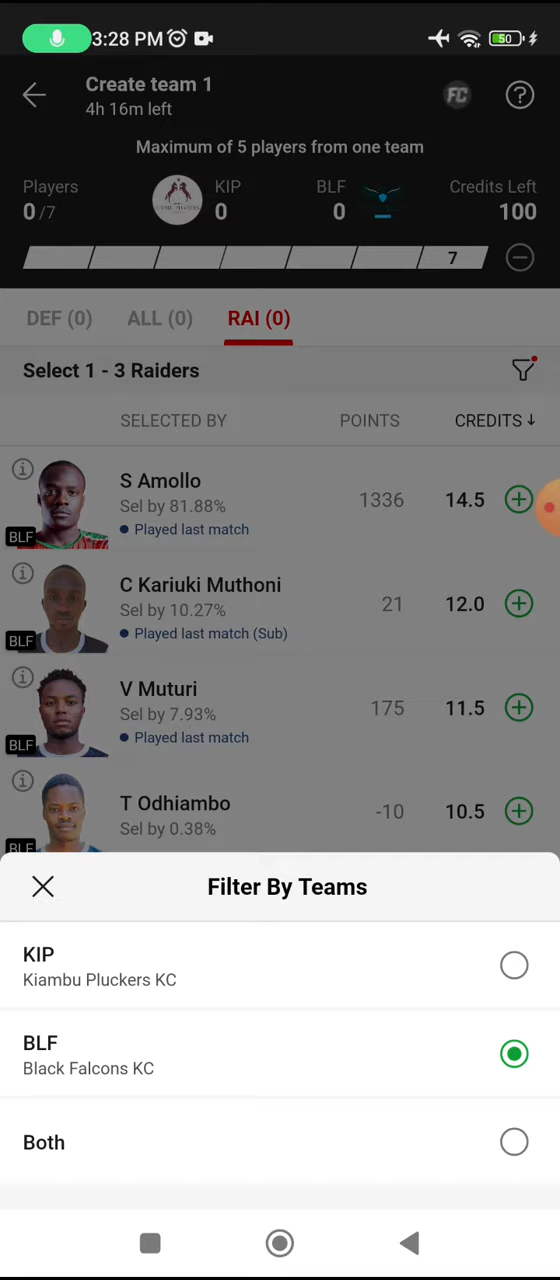 3:28 PM
50
Create team 1
4h 16m left
FC
?
Maximum of 5 players from one team
Players
0/7
KIP
0
BLF
0
Credits Left
100
7
DEF (0)
ALL (0)
RAI (0)
Select 1 - 3 Raiders
SELECTED BY
POINTS
CREDITS↓
S Amollo
Sel by 81.88%
Played last match
1336
14.5
BLF
C Kariuki Muthoni
Sel by 10.27%
Played last match (Sub)
21
12.0
BLF
V Muturi
Sel by 7.93%
Played last match
175
11.5
BLF
T Odhiambo
Sel by 0.38%
-10
10.5
BLF
Filter By Teams
KIP
Kiambu Pluckers KC
BLF
Black Falcons KC
Both